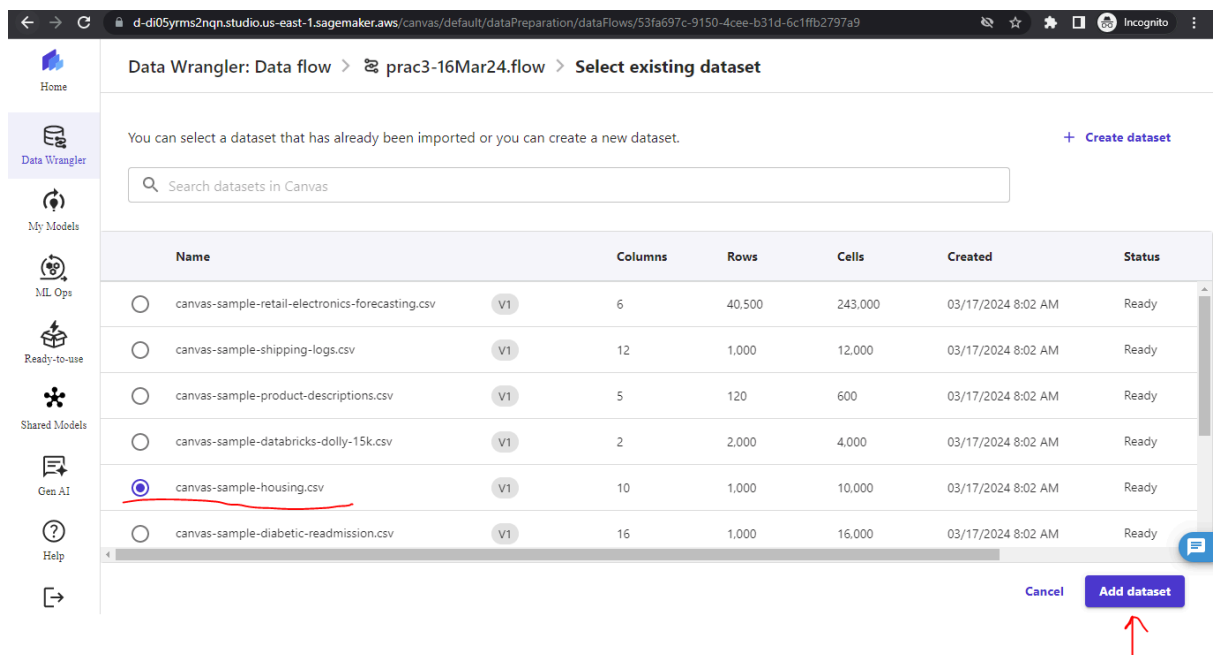 d-di05yrms2nqn.studio.us-east-1.sagemaker.aws/canvas/default/dataPreparation/dataFlows/53fa697c-9150-4cee-b31d-6c1ffb2797a9 Incognito
Home
Data Wrangler: Data flow > prac3-16Mar24.flow > Select existing dataset
Data Wrangler
You can select a dataset that has already been imported or you can create a new dataset.
+ Create dataset
Search datasets in Canvas
My Models
ML Ops
Ready-to-use
Shared Models
Gen AI
Help
Name Columns Rows Cells Created Status
canvas-sample-retail-electronics-forecasting.csv V1 6 40,500 243,000 03/17/2024 8:02 AM Ready
canvas-sample-shipping-logs.csv V1 12 1,000 12,000 03/17/2024 8:02 AM Ready
canvas-sample-product-descriptions.csv V1 5 120 600 03/17/2024 8:02 AM Ready
canvas-sample-databricks-dolly-15k.csv V1 2 2,000 4,000 03/17/2024 8:02 AM Ready
canvas-sample-housing.csv V1 10 1,000 10,000 03/17/2024 8:02 AM Ready
canvas-sample-diabetic-readmission.csv V1 16 1,000 16,000 03/17/2024 8:02 AM Ready
Cancel Add dataset